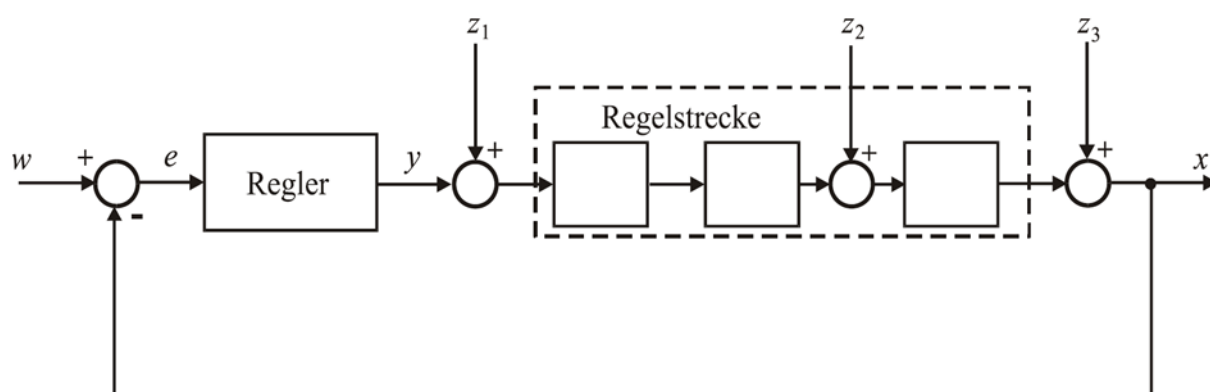 z1 z2 z3
Regelstrecke
w + e Regler y + + + x
-